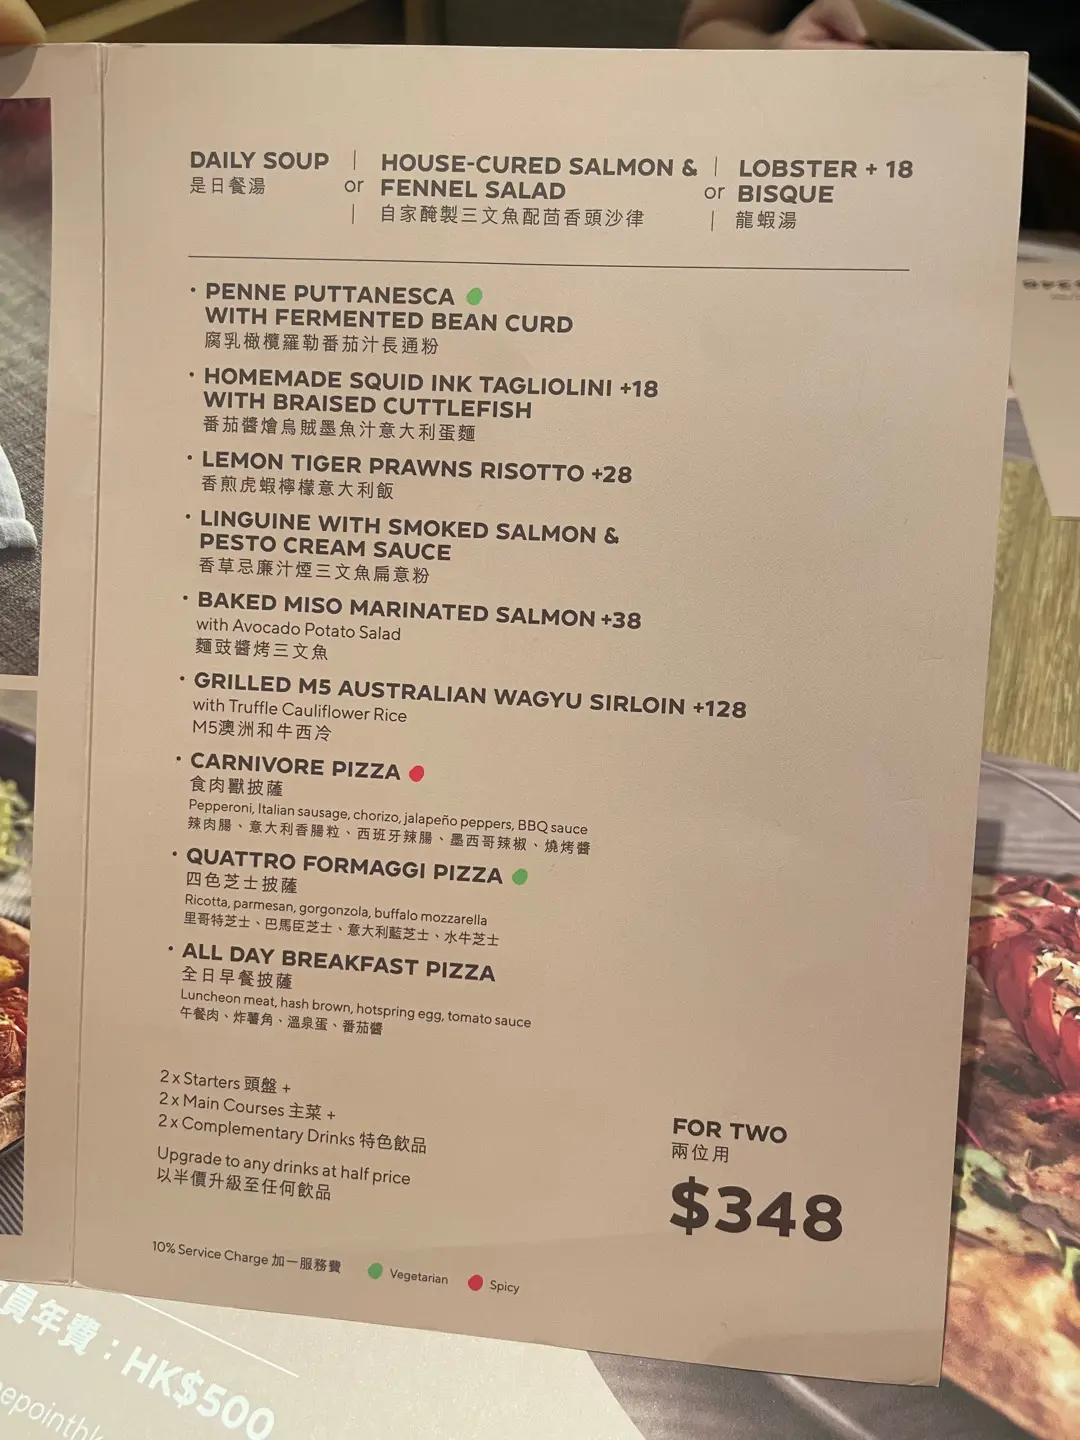 DAILY SOUP | HOUSE-CURED SALMON & | LOBSTER + 18
是日餐湯 or FENNEL SALAD or BISQUE
| 自家醃製三文魚配茴香頭沙律 | 龍蝦湯
· PENNE PUTTANESCA
WITH FERMENTED BEAN CURD
腐乳橄欖羅勒番茄汁長通粉
· HOMEMADE SQUID INK TAGLIOLINI +18
WITH BRAISED CUTTLEFISH
番茄醬燴烏賊墨魚汁意大利蛋麵
· LEMON TIGER PRAWNS RISOTTO +28
香煎虎蝦檸檬意大利飯
· LINGUINE WITH SMOKED SALMON &
PESTO CREAM SAUCE
香草忌廉汁煙三文魚扁意粉
· BAKED MISO MARINATED SALMON +38
with Avocado Potato Salad
麵豉醬烤三文魚
· GRILLED M5 AUSTRALIAN WAGYU SIRLOIN +128
with Truffle Cauliflower Rice
M5澳洲和牛西冷
· CARNIVORE PIZZA
食肉獸披薩
Pepperoni, Italian sausage, chorizo, jalapeño peppers, BBQ sauce
辣肉腸、意大利香腸粒、西班牙辣腸、墨西哥辣椒、燒烤醬
· QUATTRO FORMAGGI PIZZA
四色芝士披薩
Ricotta, parmesan, gorgonzola, buffalo mozzarella
里哥特芝士、巴馬臣芝士、意大利藍芝士、水牛芝士
· ALL DAY BREAKFAST PIZZA
全日早餐披薩
Luncheon meat, hash brown, hotspring egg, tomato sauce
午餐肉、炸薯角、溫泉蛋、番茄醬
2 x Starters 頭盤 +
2 x Main Courses 主菜 +
2 x Complementary Drinks 特色飲品
Upgrade to any drinks at half price
以半價升級至任何飲品
FOR TWO
兩位用
$348
10% Service Charge 加一服務費
Vegetarian
Spicy
員年費：HK$500